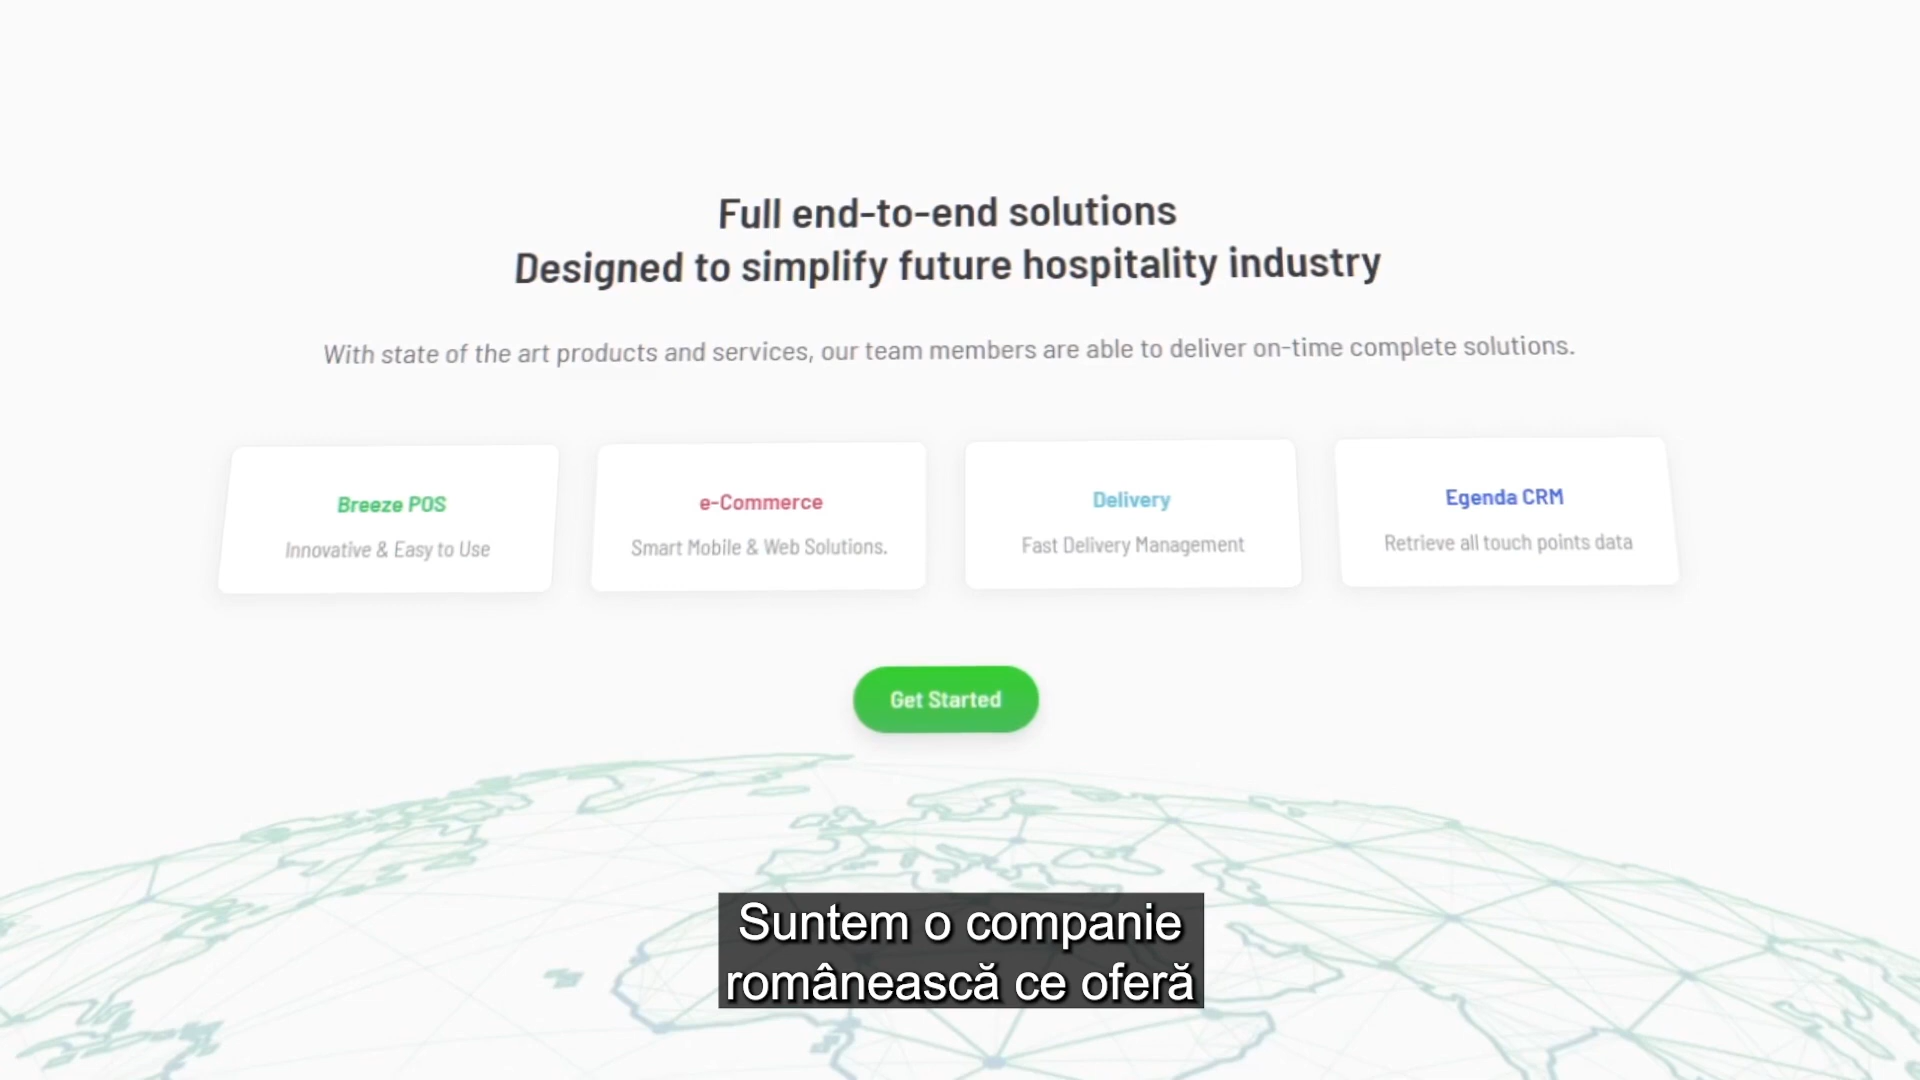 Full end-to-end solutions
Designed to simplify future hospitality industry
With state of the art products and services, our team members are able to deliver on-time complete solutions.
Breeze POS
Innovative & Easy to Use
e-Commerce
Smart Mobile & Web Solutions.
Delivery
Fast Delivery Management
Egenda CRM
Retrieve all touch points data
Get Started
Suntem o companie
românească ce oferă